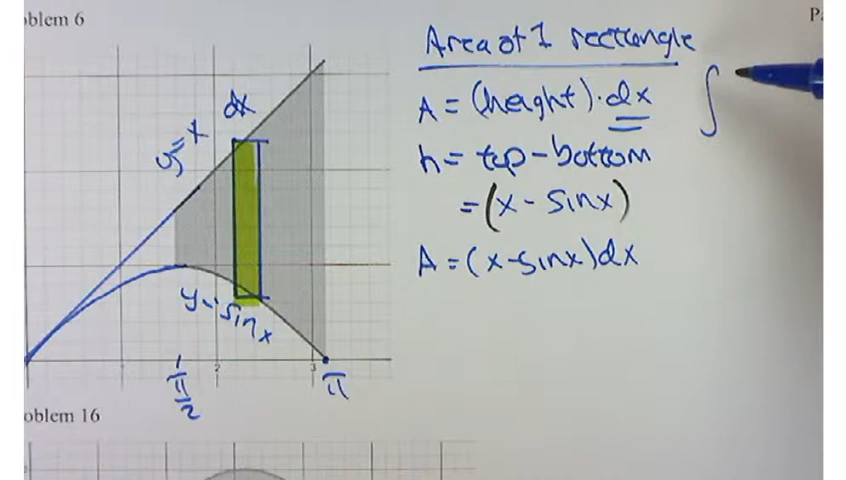 oblem 6
P
Area of 1 rectangle
dx
A = (height) · dx
∫
y = x
h = top - bottom
= (x - sinx)
A = (x - sinx)dx
y = sinx
1
2
3
π/2
π
oblem 16